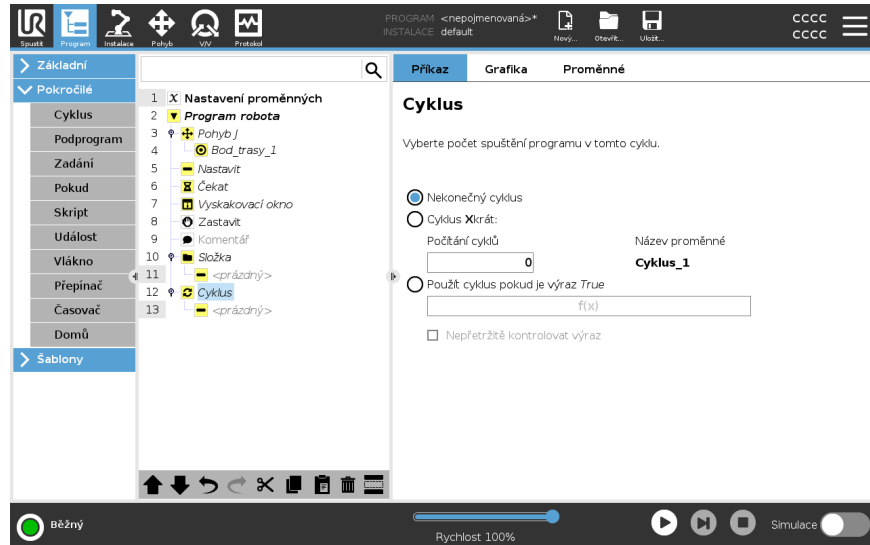 PROGRAM <nepojmenovaná>*
INSTALACE default
Spustit
Program
Instalace
Pohyb
V/V
Protokol
Nový...
Otevřít...
Uložit...
CCCC
CCCC
Základní
Pokročilé
Cyklus
Podprogram
Zadání
Pokud
Skript
Událost
Vlákno
Přepínač
Časovač
Domů
Šablony
1 X Nastavení proměnných
2 Program robota
3 Pohyb J
4 Bod_trasy_1
5 Nastavit
6 Čekat
7 Vyskakovací okno
8 Zastavit
9 Komentář
10 Složka
11 <prázdný>
12 Cyklus
13 <prázdný>
Příkaz Grafika Proměnné
Cyklus
Vyberte počet spuštění programu v tomto cyklu.
Nekonečný cyklus
Cyklus Xkrát:
Počítání cyklů Název proměnné
0 Cyklus_1
Použít cyklus pokud je výraz True
f(x)
Nepřetržitě kontrolovat výraz
Běžný
Rychlost 100%
Simulace